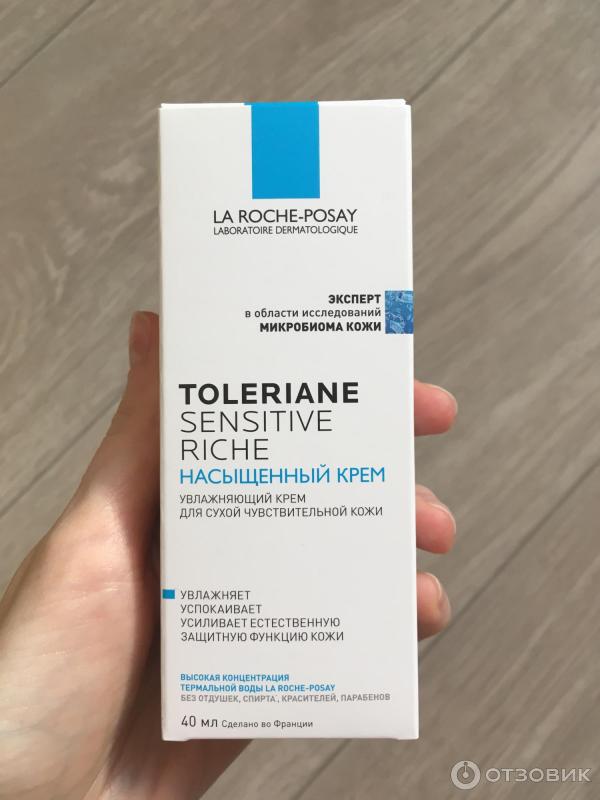 LA ROCHE-POSAY
LABORATOIRE DERMATOLOGIQUE
ЭКСПЕРТ
в области исследований
МИКРОБИОМА КОЖИ
TOLERIANE
SENSITIVE
RICHE
НАСЫЩЕННЫЙ КРЕМ
УВЛАЖНЯЮЩИЙ КРЕМ
ДЛЯ СУХОЙ ЧУВСТВИТЕЛЬНОЙ КОЖИ
УВЛАЖНЯЕТ
УСПОКАИВАЕТ
УСИЛИВАЕТ ЕСТЕСТВЕННУЮ
ЗАЩИТНУЮ ФУНКЦИЮ КОЖИ
ВЫСОКАЯ КОНЦЕНТРАЦИЯ
ТЕРМАЛЬНОЙ ВОДЫ LA ROCHE-POSAY
БЕЗ ОТДУШЕК, СПИРТА*, КРАСИТЕЛЕЙ, ПАРАБЕНОВ
40 мл Сделано во Франции
ОТЗОВИК